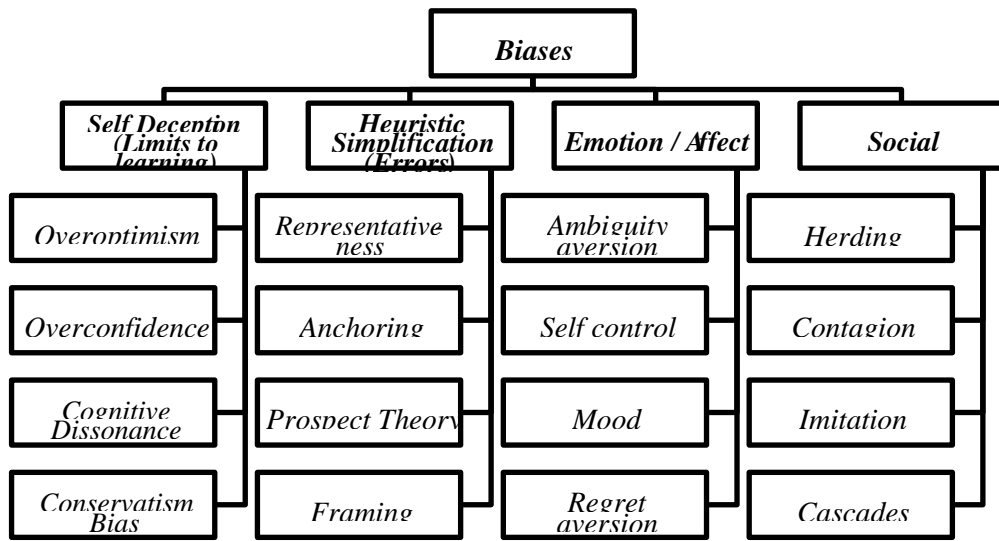 Biases
Self Deception
(Limits to
learning)
Heuristic
Simplification
(Errors)
Emotion / Affect
Social
Overoptimism
Representative-
ness
Ambiguity
aversion
Herding
Overconfidence
Anchoring
Self control
Contagion
Cognitive
Dissonance
Prospect Theory
Mood
Imitation
Conservatism
Bias
Framing
Regret
aversion
Cascades